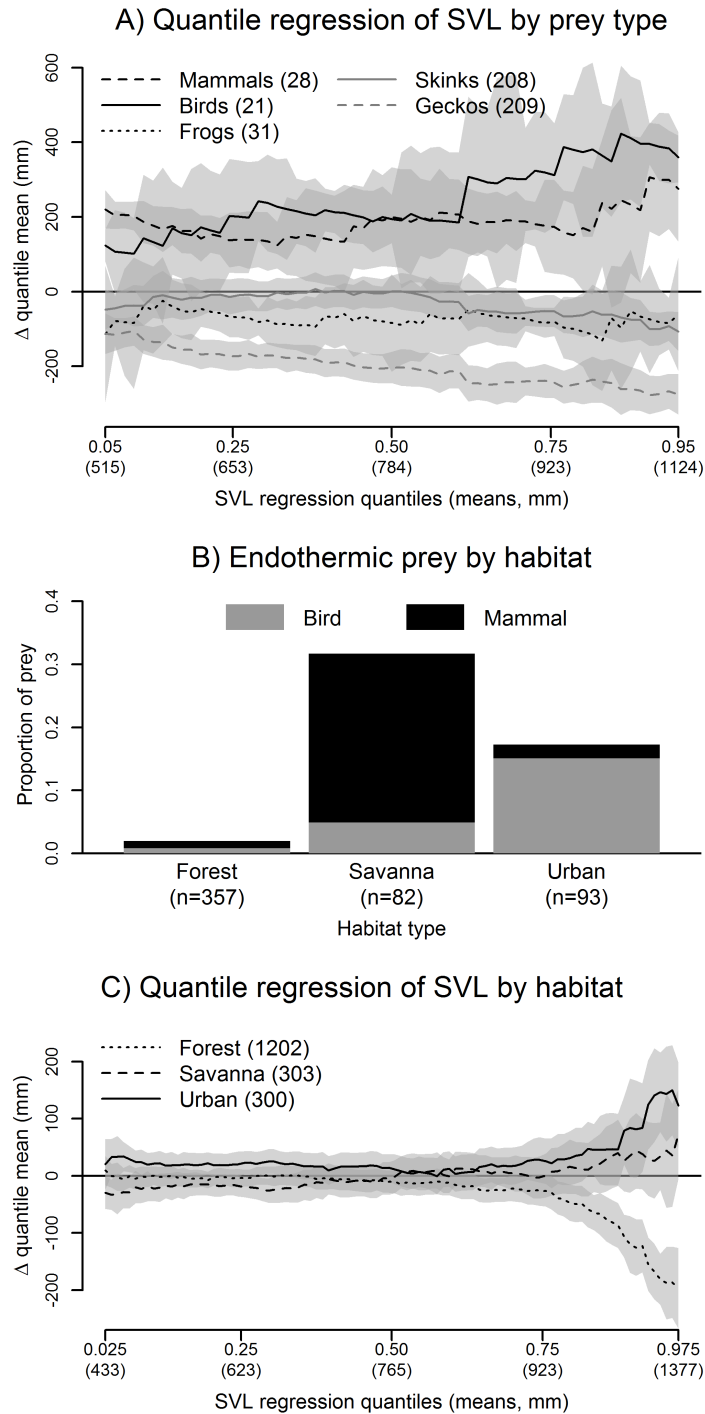 A) Quantile regression of SVL by prey type
Δ quantile mean (mm)
600
400
200
0
-200
Mammals (28)
Birds (21)
Frogs (31)
Skinks (208)
Geckos (209)
0.05 0.25 0.50 0.75 0.95
(515) (653) (784) (923) (1124)
SVL regression quantiles (means, mm)
B) Endothermic prey by habitat
Proportion of prey
0.4
0.3
0.2
0.1
0.0
Bird Mammal
Forest Savanna Urban
(n=357) (n=82) (n=93)
Habitat type
C) Quantile regression of SVL by habitat
Δ quantile mean (mm)
200
100
0
-100
-200
Forest (1202)
Savanna (303)
Urban (300)
0.025 0.25 0.50 0.75 0.975
(433) (623) (765) (923) (1377)
SVL regression quantiles (means, mm)